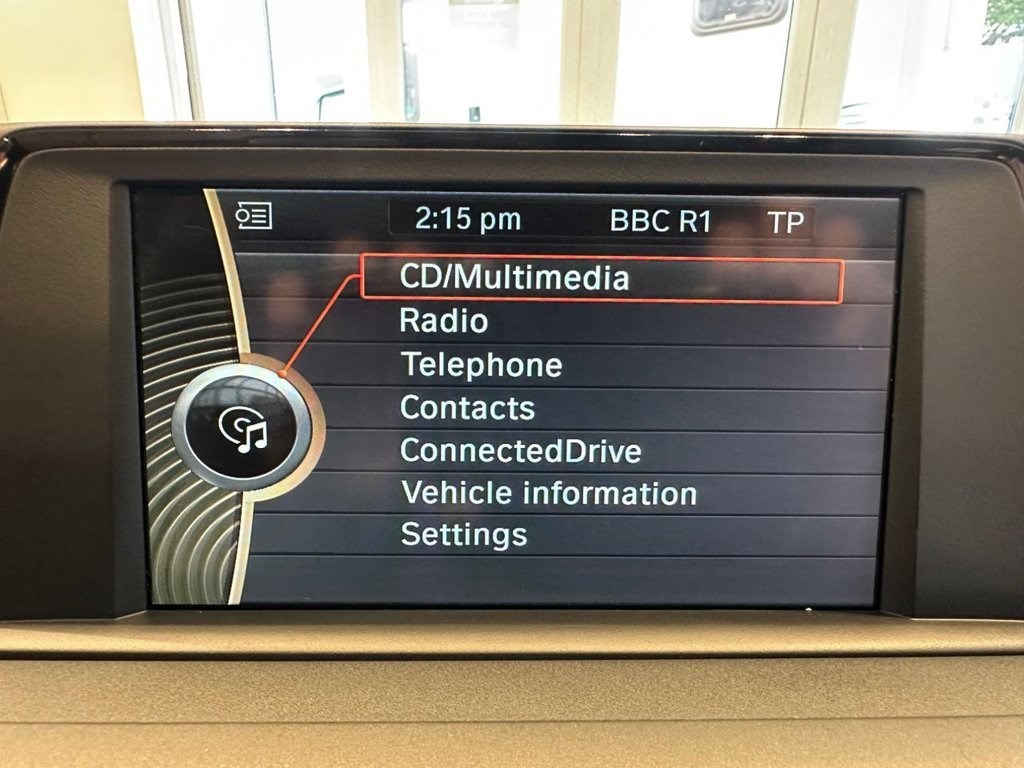 2:15 pm BBC R1 TP
CD/Multimedia
Radio
Telephone
Contacts
ConnectedDrive
Vehicle information
Settings